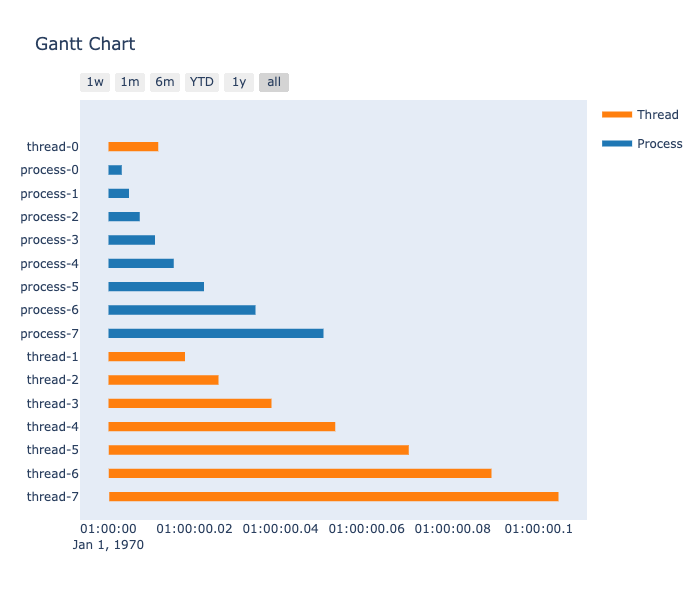 Gantt Chart
1w 1m 6m YTD 1y all
Thread
Process
thread-0
process-0
process-1
process-2
process-3
process-4
process-5
process-6
process-7
thread-1
thread-2
thread-3
thread-4
thread-5
thread-6
thread-7
01:00:00 01:00:00.02 01:00:00.04 01:00:00.06 01:00:00.08 01:00:00.1
Jan 1, 1970